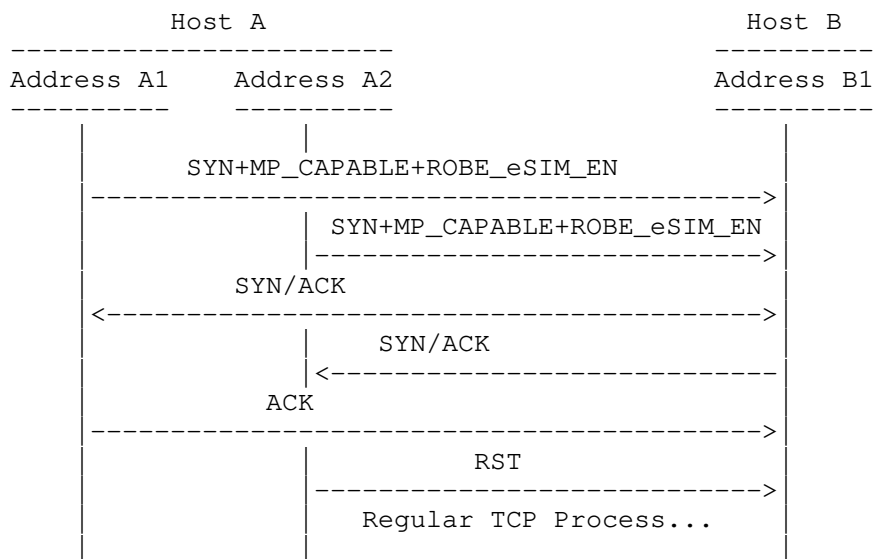 Host A Host B
Address A1 Address A2 Address B1
SYN+MP_CAPABLE+ROBE_eSIM_EN
SYN+MP_CAPABLE+ROBE_eSIM_EN
SYN/ACK
SYN/ACK
ACK
RST
Regular TCP Process...